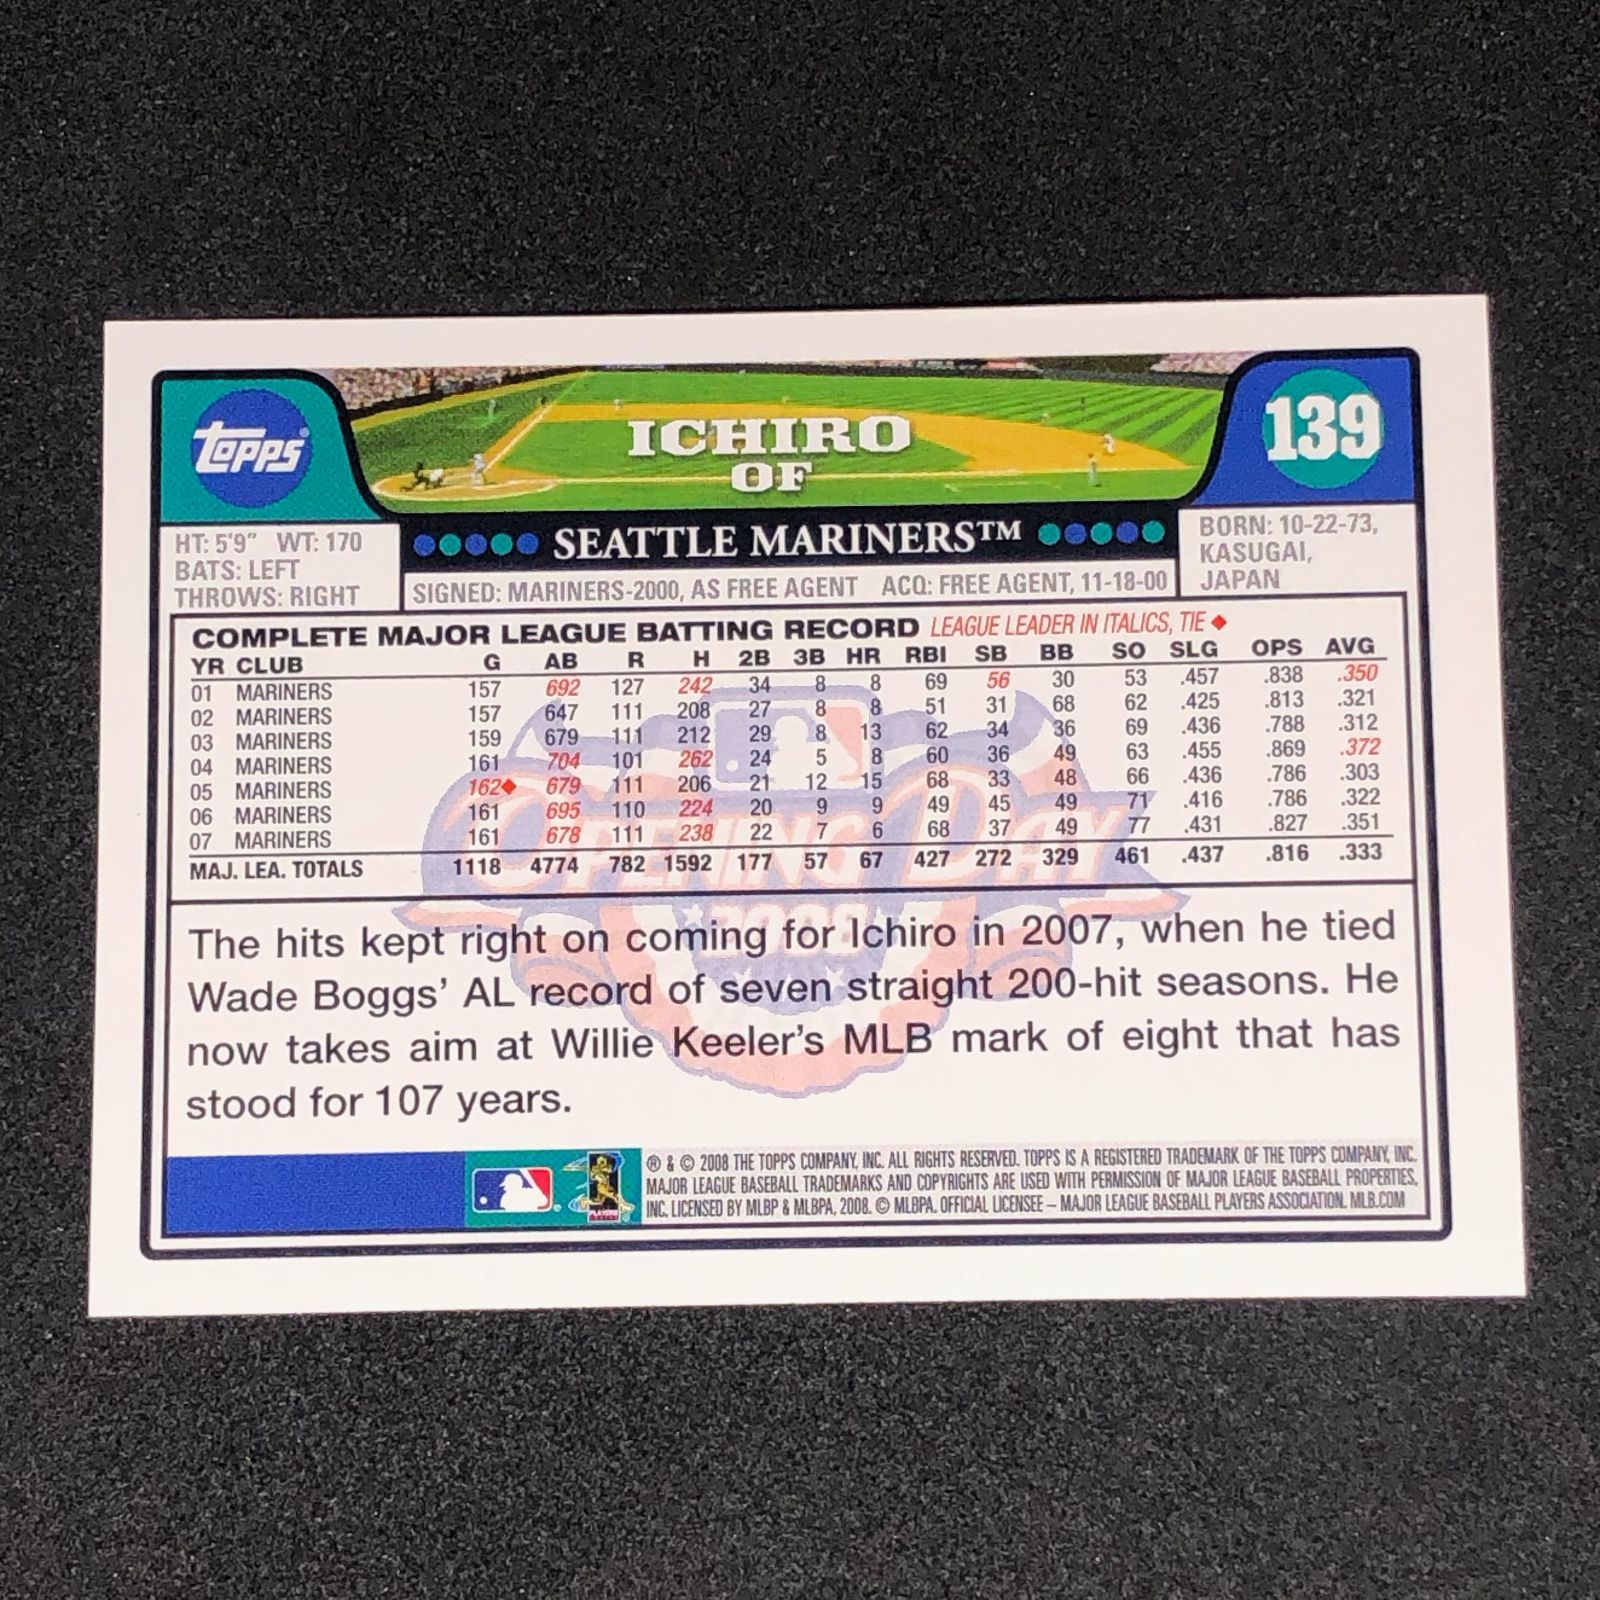 topps
ICHIRO
OF
139
HT: 5'9" WT: 170
BATS: LEFT
THROWS: RIGHT
SEATTLE MARINERS™
SIGNED: MARINERS-2000, AS FREE AGENT ACQ: FREE AGENT, 11-18-00
BORN: 10-22-73,
KASUGAI,
JAPAN
COMPLETE MAJOR LEAGUE BATTING RECORD LEAGUE LEADER IN ITALICS, TIE ♦
YR CLUB G AB R H 2B 3B HR RBI SB BB SO SLG OPS AVG
01 MARINERS 157 692 127 242 34 8 8 69 56 30 53 .457 .838 .350
02 MARINERS 157 647 111 208 27 8 8 51 31 68 62 .425 .813 .321
03 MARINERS 159 679 111 212 29 8 13 62 34 36 69 .436 .788 .312
04 MARINERS 161 704 101 262 24 5 8 60 36 49 63 .455 .869 .372
05 MARINERS 162♦ 679 111 206 21 12 15 68 33 48 66 .436 .786 .303
06 MARINERS 161 695 110 224 20 9 9 49 45 49 71 .416 .786 .322
07 MARINERS 161 678 111 238 22 7 6 68 37 49 77 .431 .827 .351
MAJ. LEA. TOTALS 1118 4774 782 1592 177 57 67 427 272 329 461 .437 .816 .333
OPENING DAY
2008
The hits kept right on coming for Ichiro in 2007, when he tied
Wade Boggs' AL record of seven straight 200-hit seasons. He
now takes aim at Willie Keeler's MLB mark of eight that has
stood for 107 years.
® & © 2008 THE TOPPS COMPANY, INC. ALL RIGHTS RESERVED. TOPPS IS A REGISTERED TRADEMARK OF THE TOPPS COMPANY, INC.
MAJOR LEAGUE BASEBALL TRADEMARKS AND COPYRIGHTS ARE USED WITH PERMISSION OF MAJOR LEAGUE BASEBALL PROPERTIES,
INC. LICENSED BY MLBP & MLBPA, 2008. © MLBPA. OFFICIAL LICENSEE – MAJOR LEAGUE BASEBALL PLAYERS ASSOCIATION. MLB.COM